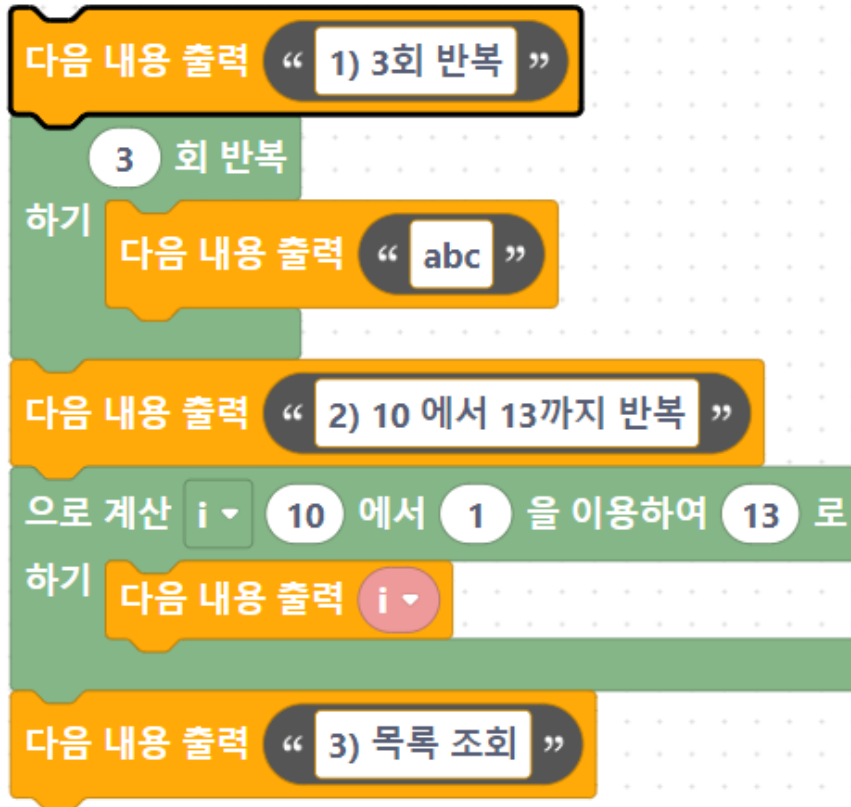 다음 내용 출력 “ 1) 3회 반복 ”
3 회 반복
하기
다음 내용 출력 “ abc ”
다음 내용 출력 “ 2) 10 에서 13까지 반복 ”
으로 계산 i 10 에서 1 을 이용하여 13 로
하기
다음 내용 출력 i
다음 내용 출력 “ 3) 목록 조회 ”